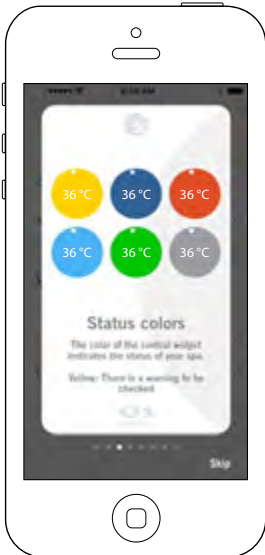 36 °C 36 °C 36 °C
36 °C 36 °C 36 °C
Status colors
The color of the central widget
indicates the status of your spa.
Yellow: There is a warning to be
checked
Skip